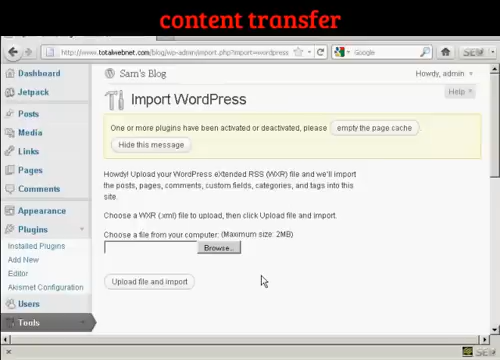 content transfer
http://www.totalwebnet.com/blog/wp-admin/import.php?import=wordpress
Google
Dashboard
Sam's Blog
Howdy, admin
Jetpack
Help
Import WordPress
Posts
One or more plugins have been activated or deactivated, please empty the page cache
Media
Hide this message
Links
Pages
Howdy! Upload your WordPress eXtended RSS (WXR) file and we'll import
the posts, pages, comments, custom fields, categories, and tags into this
site.
Comments
Choose a WXR (.xml) file to upload, then click Upload file and import.
Appearance
Plugins
Choose a file from your computer: (Maximum size: 2MB)
Browse...
Installed Plugins
Add New
Editor
Akismet Configuration
Upload file and import
Users
Tools